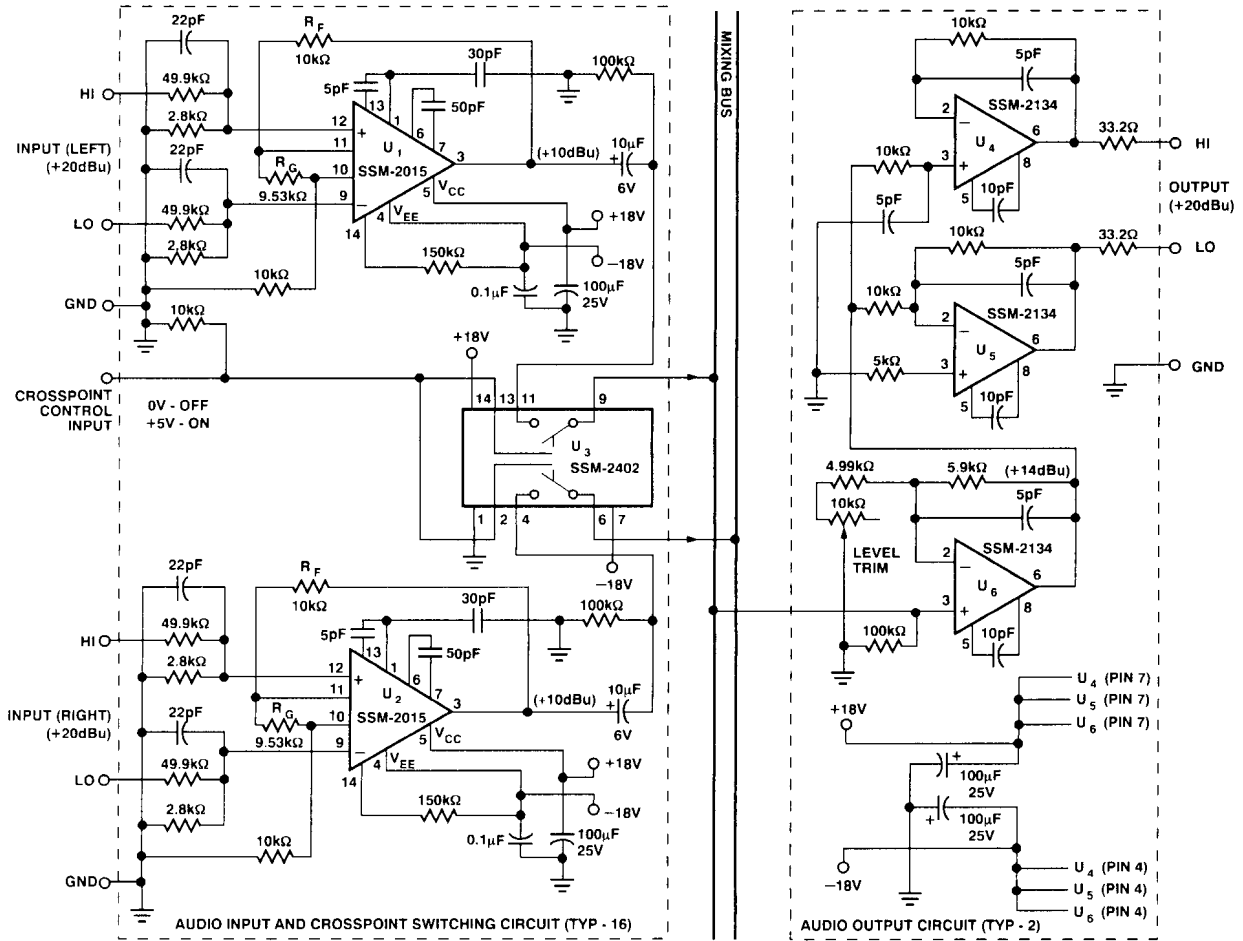 22pF
R F
10kΩ
30pF
100kΩ
5pF
50pF
49.9kΩ
HI
2.8kΩ
INPUT (LEFT)
(+20dBu)
22pF
13
1
6
7
12
+
11
U1
SSM-2015
3
(+10dBu)
+
10µF
6V
R G
9.53kΩ
10
9
−
5
VCC
4
VEE
14
+18V
−18V
49.9kΩ
LO
2.8kΩ
150kΩ
10kΩ
0.1µF
100µF
25V
GND
10kΩ
+18V
CROSSPOINT
CONTROL
INPUT
0V - OFF
+5V - ON
14
13
11
9
U3
SSM-2402
1
2
4
6
7
−18V
22pF
R F
10kΩ
30pF
100kΩ
5pF
50pF
49.9kΩ
HI
2.8kΩ
INPUT (RIGHT)
(+20dBu)
22pF
13
1
6
7
12
+
11
U2
SSM-2015
3
(+10dBu)
+
10µF
6V
R G
9.53kΩ
10
9
−
5
VCC
4
VEE
14
+18V
−18V
49.9kΩ
LO
2.8kΩ
150kΩ
10kΩ
0.1µF
100µF
25V
GND
AUDIO INPUT AND CROSSPOINT SWITCHING CIRCUIT (TYP - 16)
MIXING BUS
10kΩ
5pF
SSM-2134
2
−
U4
6
33.2Ω
HI
10kΩ
3
+
8
5
10pF
5pF
OUTPUT
(+20dBu)
10kΩ
33.2Ω
LO
5pF
10kΩ
SSM-2134
2
−
U5
6
5kΩ
3
+
8
5
10pF
GND
4.99kΩ
5.9kΩ
(+14dBu)
10kΩ
5pF
LEVEL
TRIM
SSM-2134
2
−
U6
6
3
+
8
5
10pF
100kΩ
+18V
U4 (PIN 7)
U5 (PIN 7)
U6 (PIN 7)
+
100µF
25V
+
100µF
25V
−18V
U4 (PIN 4)
U5 (PIN 4)
U6 (PIN 4)
AUDIO OUTPUT CIRCUIT (TYP - 2)